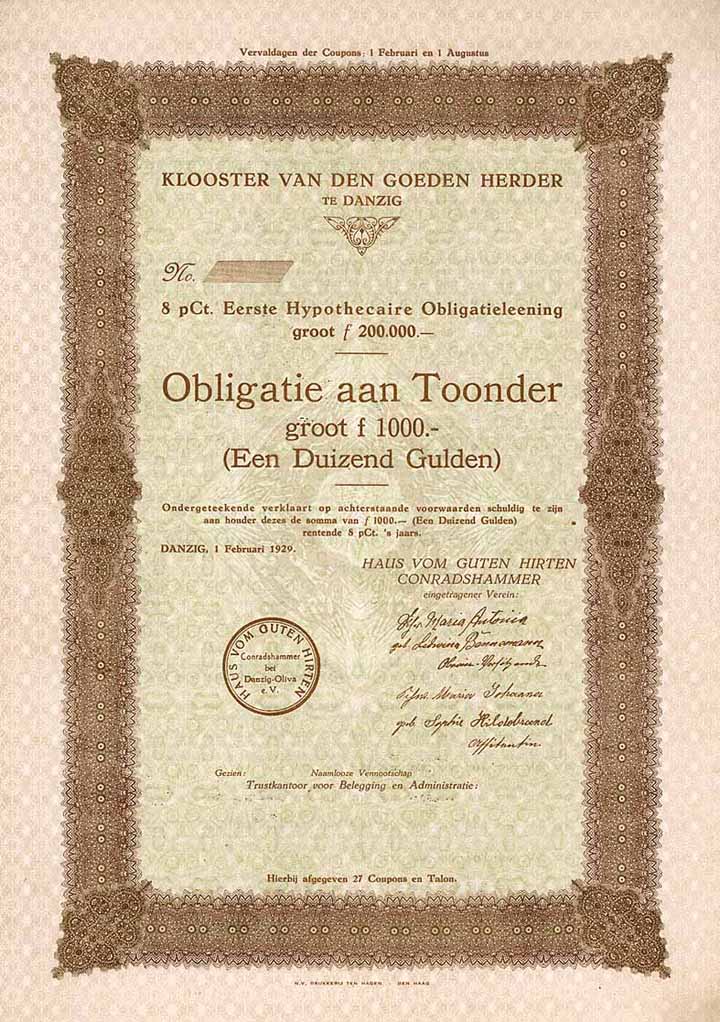 Vervaldagen der Coupons: 1 Februari en 1 Augustus
KLOOSTER VAN DEN GOEDEN HERDER
TE DANZIG
No.
8 pCt. Eerste Hypothecaire Obligatieleening
groot f 200.000.—
Obligatie aan Toonder
groot f 1000.-
(Een Duizend Gulden)
Ondergeteekende verklaart op achterstaande voorwaarden schuldig te zijn
aan houder dezes de somma van f 1000.— (Een Duizend Gulden)
rentende 8 pCt. 's jaars.
DANZIG, 1 Februari 1929.
HAUS VOM GUTEN HIRTEN
CONRADSHAMMER
eingetragener Verein:
Maria Antonia
geb. Bannemann
HAUS VOM GUTEN HIRTEN
Conradshammer
bei
Danzig-Oliva
e. V.
Maria Johanna
geb. Sophie Hildebrand
Assistentin.
Gezien: Naamlooze Vennootschap
Trustkantoor voor Belegging en Administratie:
Hierbij afgegeven 27 Coupons en Talon.
N.V. DRUKKERIJ TEN HAGEN - DEN HAAG